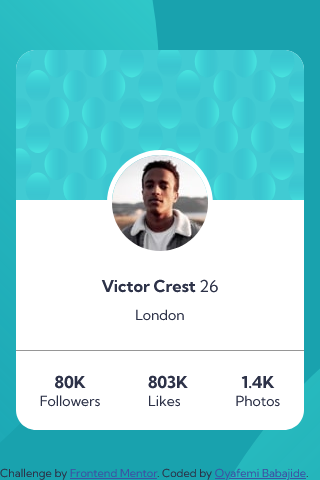 Victor Crest 26
London
80K 803K 1.4K
Followers Likes Photos
Challenge by Frontend Mentor. Coded by Oyafemi Babajide.